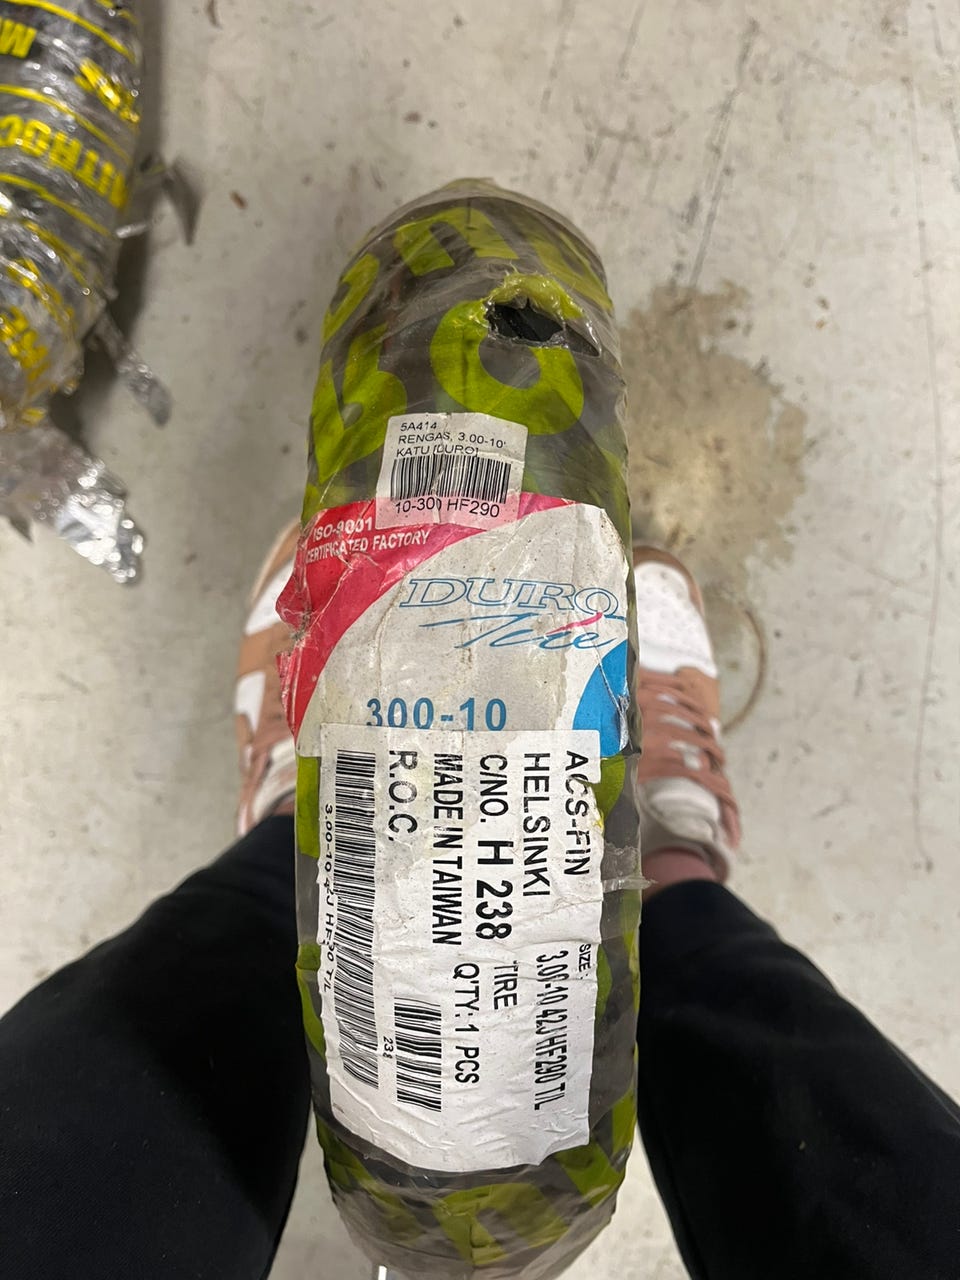 5A414
RENGAS, 3.00-10"
KATU [DURO]
10-300 HF290
ISO-9001
CERTIFICATED FACTORY
DURO
Tire
300-10
ACS-FIN
HELSINKI
C/NO. H 238
MADE IN TAIWAN
R.O.C.
SIZE:
3.00-10 42J HF290 T/L
TIRE
Q'TY: 1 PCS
238
3.00-10 42J HF290 T/L